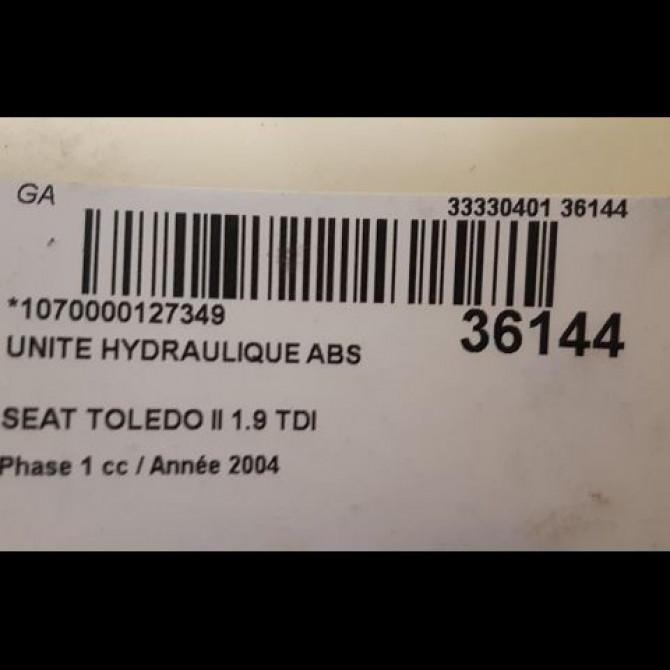 GA
33330401 36144
*1070000127349
36144
UNITE HYDRAULIQUE ABS
SEAT TOLEDO II 1.9 TDI
Phase 1 cc / Année 2004